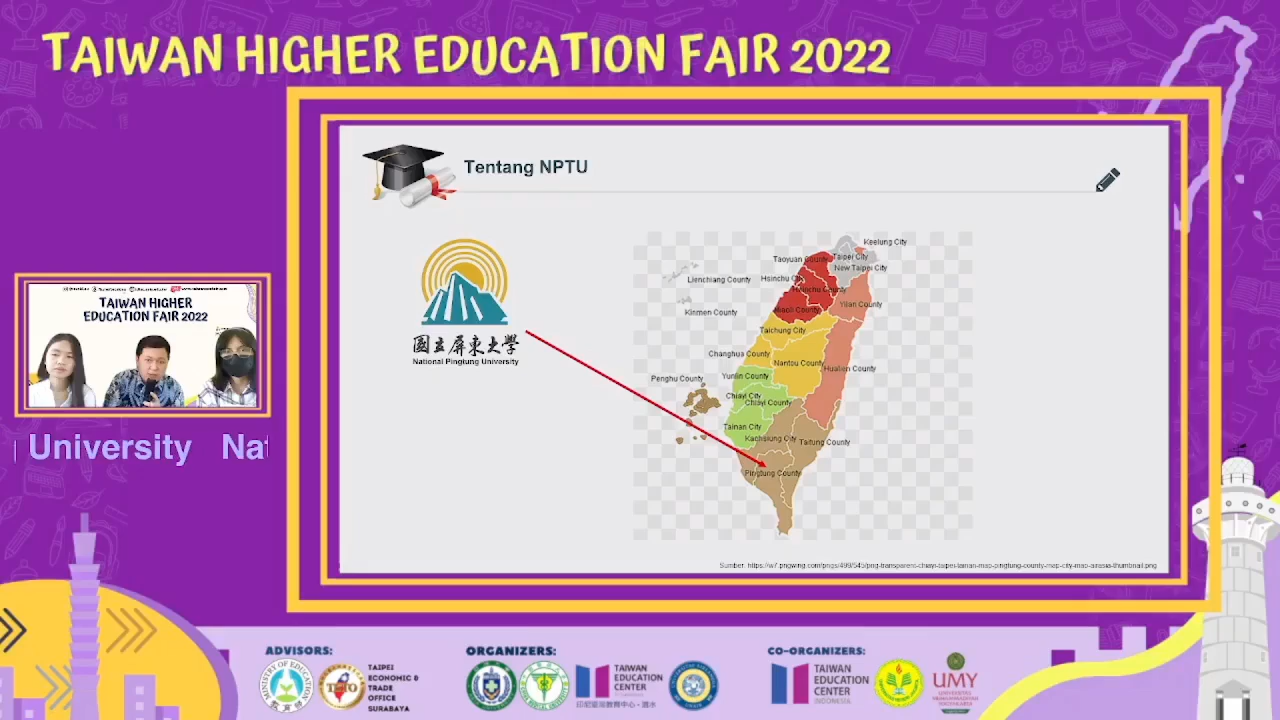 TAIWAN HIGHER EDUCATION FAIR 2022
Tentang NPTU
國立屏東大學
National Pingtung University
Keelung City
Taoyuan County
Taipei City
New Taipei City
Lienchiang County
Hsinchu City
Hsinchu County
Yilan County
Kinmen County
Miaoli County
Taichung City
Changhua County
Nantou County
Hualien County
Penghu County
Yunlin County
Chiayi City
Chiayi County
Tainan City
Kaohsiung City
Taitung County
Pingtung County
TAIWAN HIGHER
EDUCATION FAIR 2022
University Nat
ADVISORS:
TAIPEI
ECONOMIC &
TRADE
OFFICE
SURABAYA
ORGANIZERS:
TAIWAN
EDUCATION
CENTER
CO-ORGANIZERS:
TAIWAN
EDUCATION
CENTER
INDONESIA
UMY